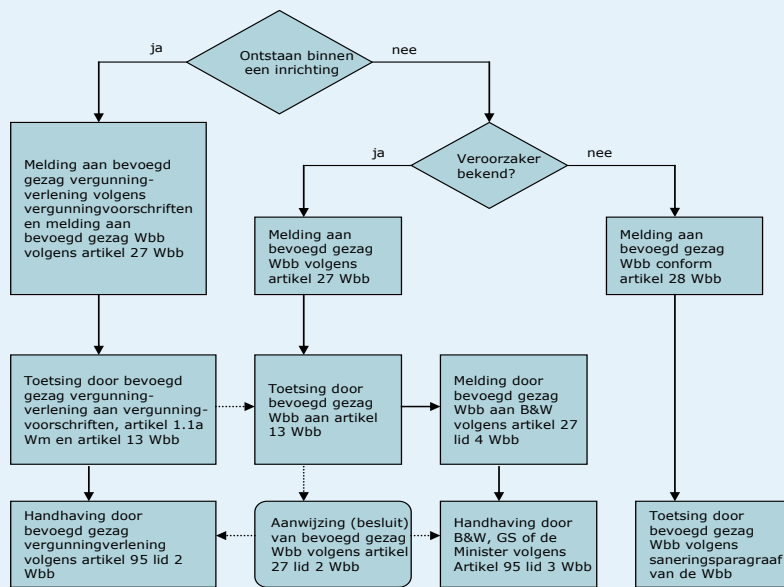 ja
Ontstaan binnen
een inrichting
nee
Melding aan bevoegd
gezag vergunning-
verlening volgens
vergunningvoorschriften
en melding aan
bevoegd gezag Wbb
volgens artikel 27 Wbb
ja
Veroorzaker
bekend?
nee
Melding aan
bevoegd gezag
Wbb volgens
artikel 27 Wbb
Melding aan
bevoegd gezag
Wbb conform
artikel 28 Wbb
Toetsing door bevoegd
gezag vergunning-
verlening aan vergunning-
voorschriften, artikel 1.1a
Wm en artikel 13 Wbb
Toetsing door
bevoegd gezag
Wbb aan artikel
13 Wbb
Melding door
bevoegd gezag
Wbb aan B&W
volgens artikel 27
lid 4 Wbb
Handhaving door
bevoegd gezag
vergunningverlening
volgens artikel 95 lid 2
Wbb
Aanwijzing (besluit)
van bevoegd gezag
Wbb volgens artikel
27 lid 2 Wbb
Handhaving door
B&W, GS of de
Minister volgens
Artikel 95 lid 3 Wbb
Toetsing door bevoegd
gezag Wbb volgens
saneringsparagraaf
van de Wbb